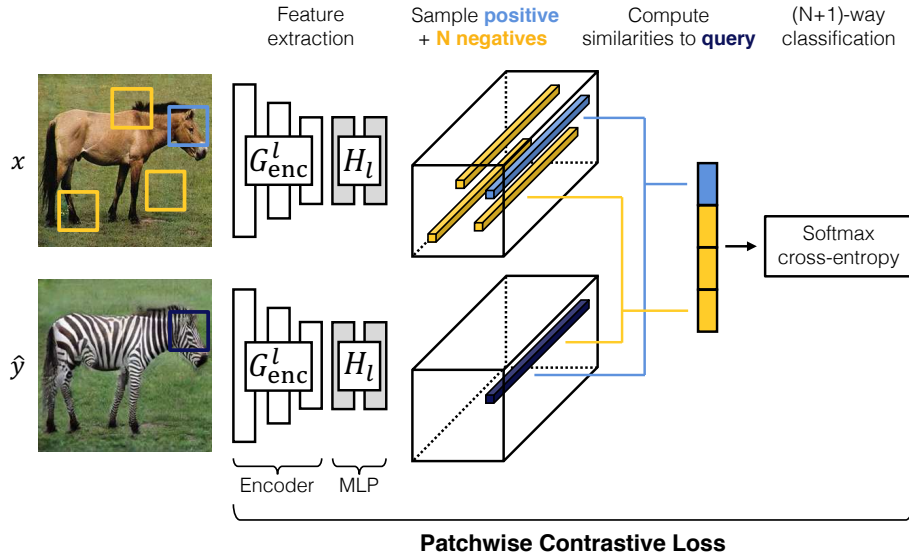 Feature
extraction
Sample positive
+ N negatives
Compute
similarities to query
(N+1)-way
classification
x
G^l_enc
H_l
Softmax
cross-entropy
ŷ
G^l_enc
H_l
Encoder
MLP
Patchwise Contrastive Loss